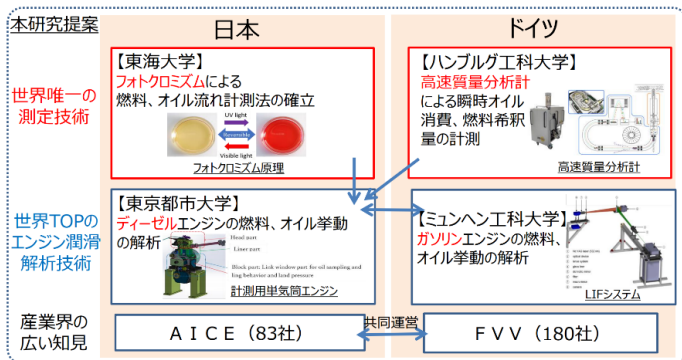 本研究提案
日本
ドイツ
世界唯一の
測定技術
【東海大学】
フォトクロミズムによる
燃料、オイル流れ計測法の確立
UV light
Reversible
Visible light
フォトクロミズム原理
【ハンブルグ工科大学】
高速質量分析計
による瞬時オイル
消費、燃料希釈
量の計測
高速質量分析計
世界TOPの
エンジン潤滑
解析技術
【東京都市大学】
ディーゼルエンジンの燃料、オイル挙動
の解析
Head part
Liner part
Block part: Link window part for oil sampling and
ring behavior and land pressure
計測用単気筒エンジン
【ミュンヘン工科大学】
ガソリンエンジンの燃料、
オイル挙動の解析
LIFシステム
産業界の
広い知見
ＡＩＣＥ（83社）
共同運営
ＦＶＶ（180社）